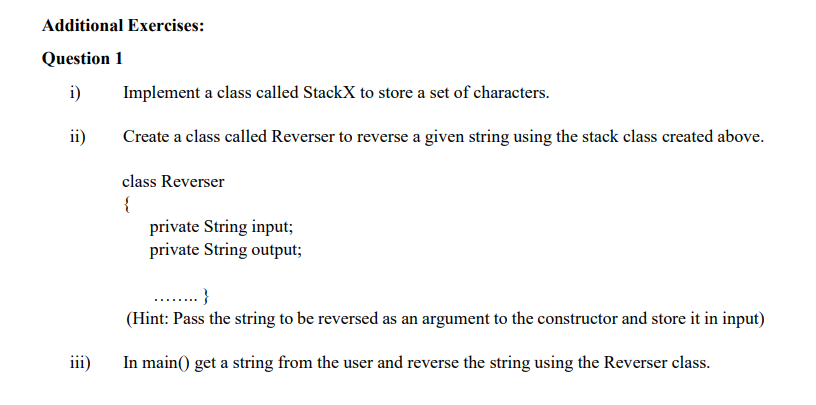 Additional Exercises:
Question 1
i) Implement a class called StackX to store a set of characters.
ii) Create a class called Reverser to reverse a given string using the stack class created above.
class Reverser
{
private String input;
private String output;
........ }
(Hint: Pass the string to be reversed as an argument to the constructor and store it in input)
iii) In main() get a string from the user and reverse the string using the Reverser class.